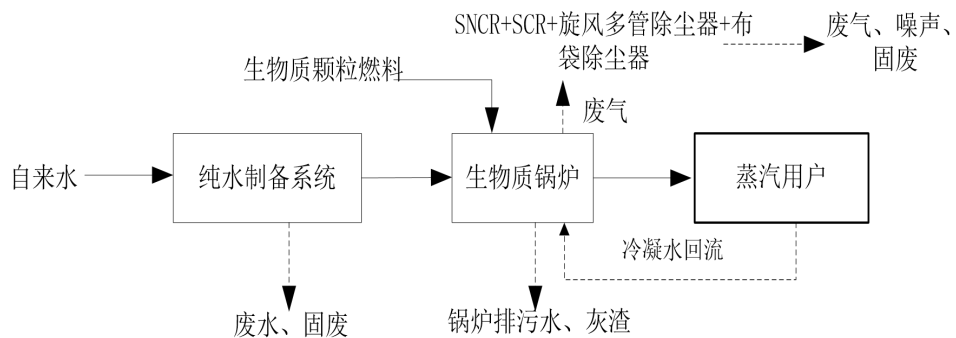 SNCR+SCR+旋风多管除尘器+布
袋除尘器
废气、噪声、
固废
生物质颗粒燃料
废气
自来水
纯水制备系统
生物质锅炉
蒸汽用户
冷凝水回流
废水、固废
锅炉排污水、灰渣